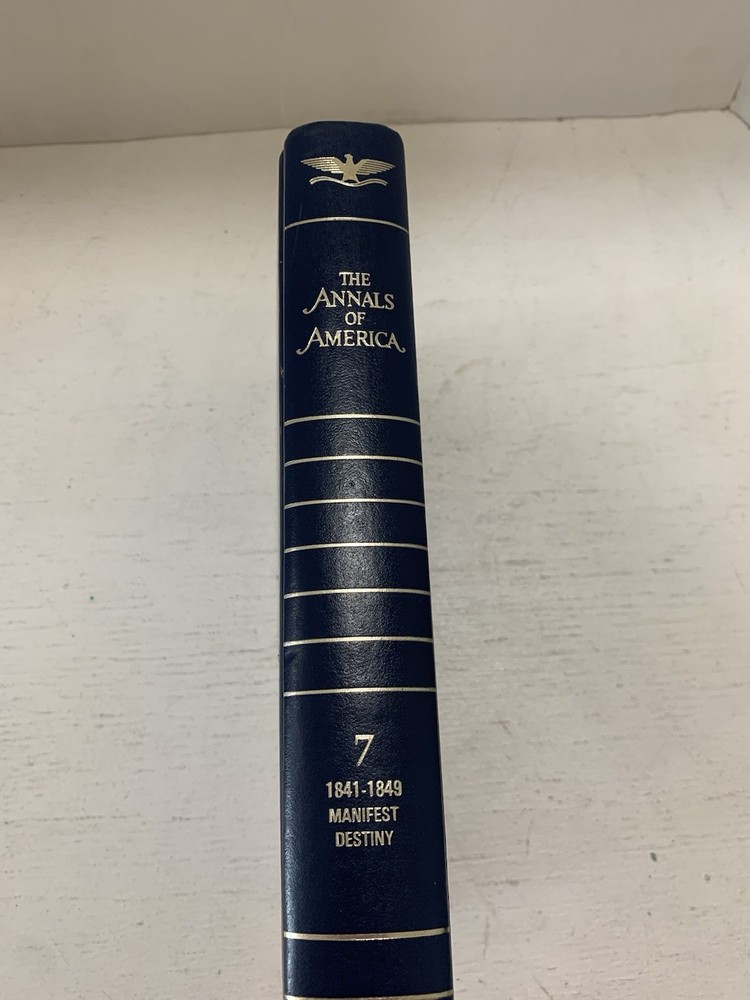 THE
ANNALS
OF
AMERICA
7
1841-1849
MANIFEST
DESTINY